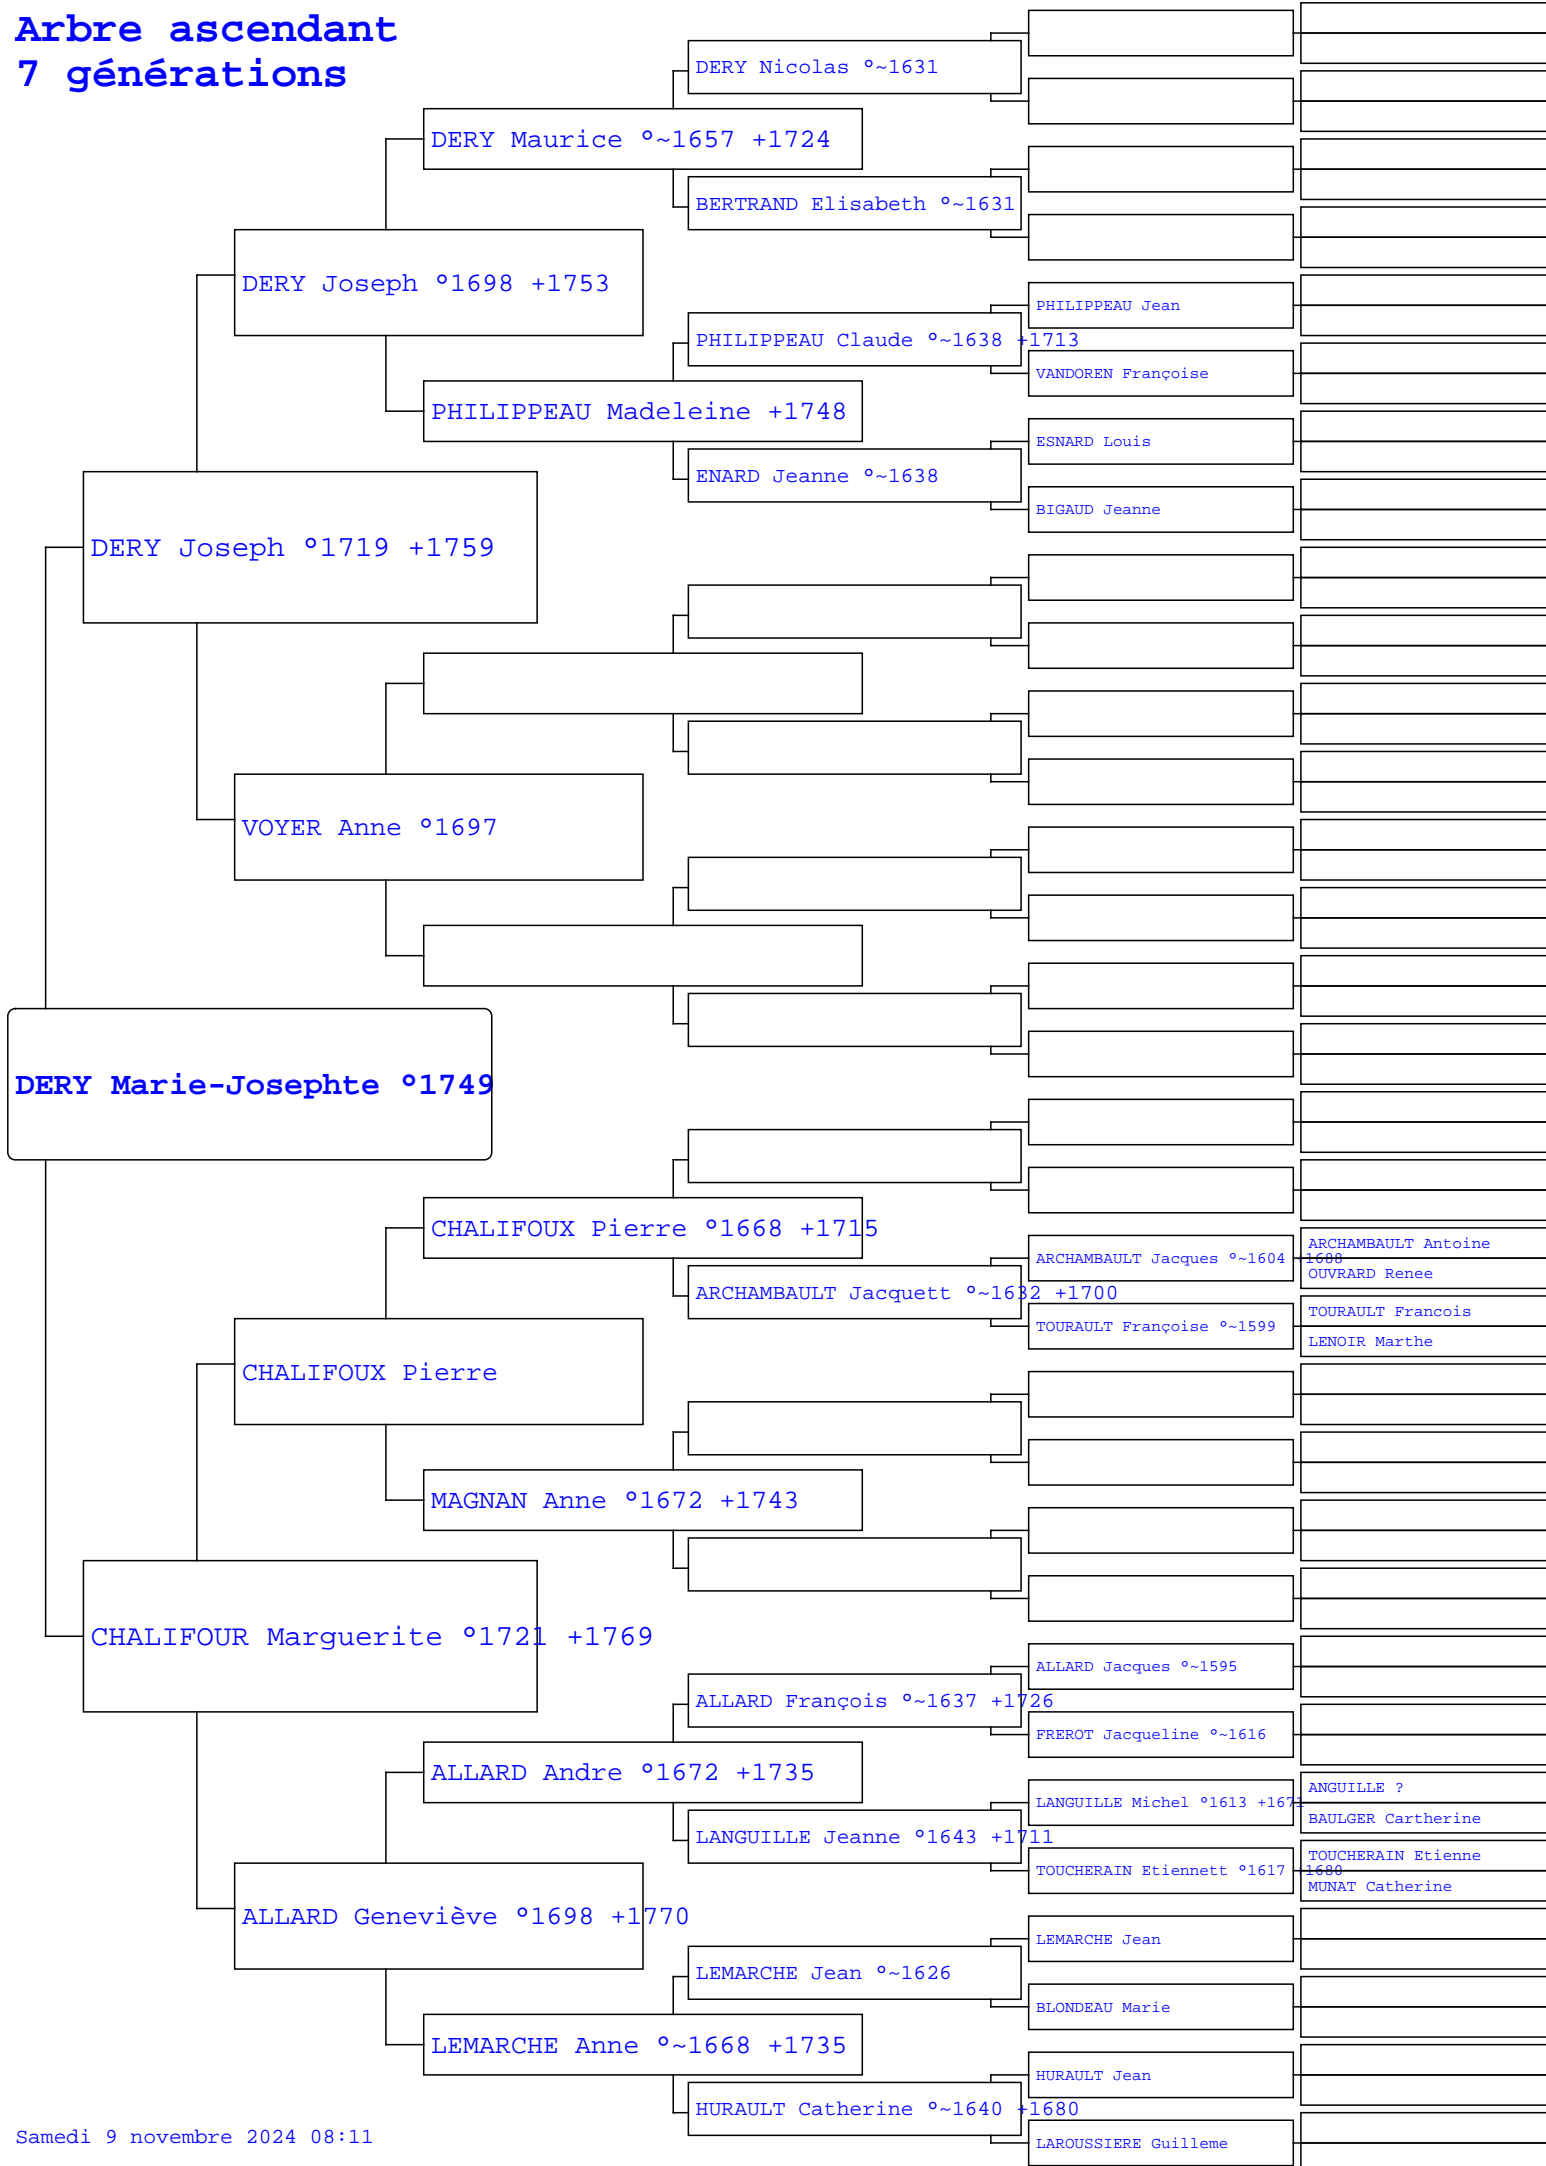 Arbre ascendant
7 générations
DERY Nicolas °~1631
DERY Maurice °~1657 +1724
BERTRAND Elisabeth °~1631
DERY Joseph °1698 +1753
PHILIPPEAU Jean
PHILIPPEAU Claude °~1638 +1713
VANDOREN Françoise
PHILIPPEAU Madeleine +1748
ESNARD Louis
ENARD Jeanne °~1638
BIGAUD Jeanne
DERY Joseph °1719 +1759
VOYER Anne °1697
DERY Marie-Josephte °1749
CHALIFOUX Pierre °1668 +1715
ARCHAMBAULT Antoine
ARCHAMBAULT Jacques °~1604 +1688
OUVRARD Renee
ARCHAMBAULT Jacquett °~1632 +1700
TOURAULT Francois
TOURAULT Françoise °~1599
LENOIR Marthe
CHALIFOUX Pierre
MAGNAN Anne °1672 +1743
CHALIFOUR Marguerite °1721 +1769
ALLARD Jacques °~1595
ALLARD François °~1637 +1726
FREROT Jacqueline °~1616
ALLARD Andre °1672 +1735
ANGUILLE ?
LANGUILLE Michel °1613 +1671
BAULGER Cartherine
LANGUILLE Jeanne °1643 +1711
TOUCHERAIN Etienne
TOUCHERAIN Etiennett °1617 +1680
MUNAT Catherine
ALLARD Geneviève °1698 +1770
LEMARCHE Jean
LEMARCHE Jean °~1626
BLONDEAU Marie
LEMARCHE Anne °~1668 +1735
HURAULT Jean
HURAULT Catherine °~1640 +1680
LAROUSSIERE Guilleme
Samedi 9 novembre 2024 08:11